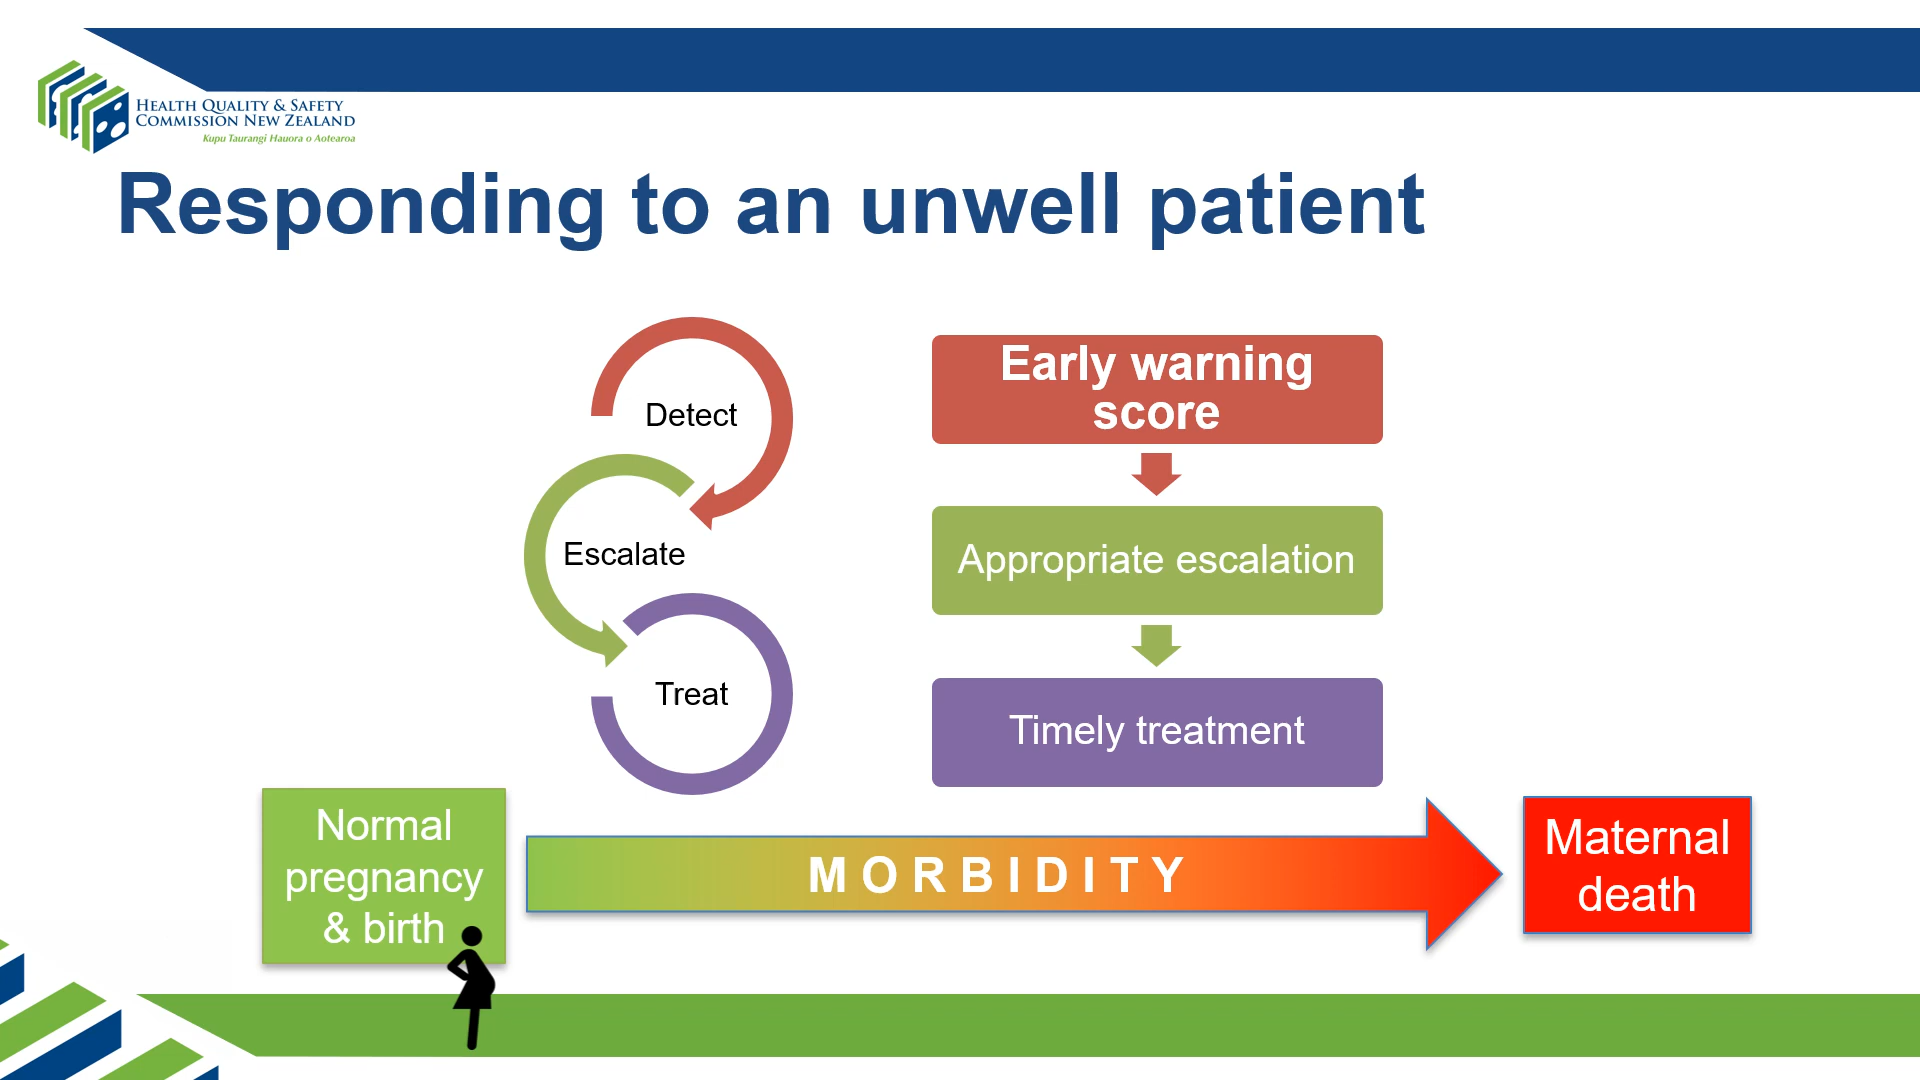 HEALTH QUALITY & SAFETY
COMMISSION NEW ZEALAND
Kupu Taurangi Hauora o Aotearoa
Responding to an unwell patient
Detect
Escalate
Treat
Early warning
score
Appropriate escalation
Timely treatment
Normal
pregnancy
& birth
MORBIDITY
Maternal
death